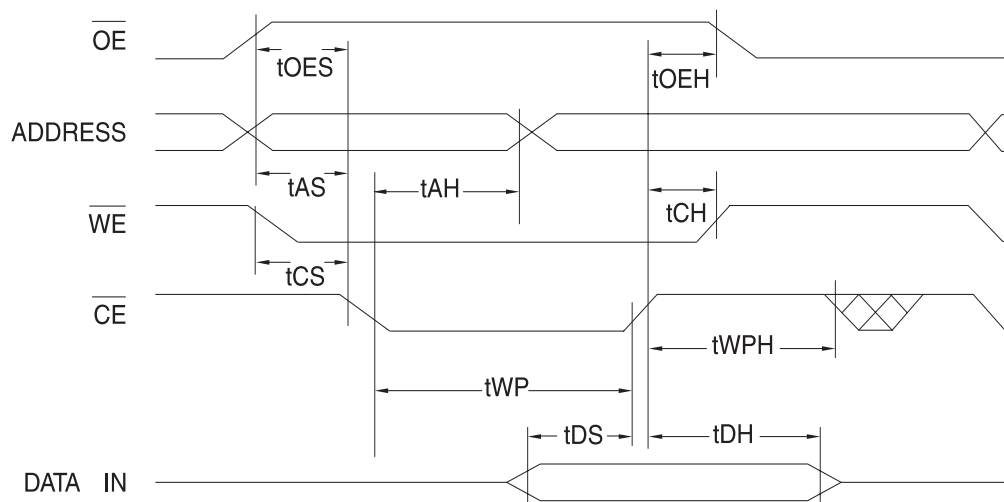 OE
tOES
tOEH
ADDRESS
tAS
tAH
tCH
WE
tCS
CE
tWPH
tWP
tDS
tDH
DATA IN